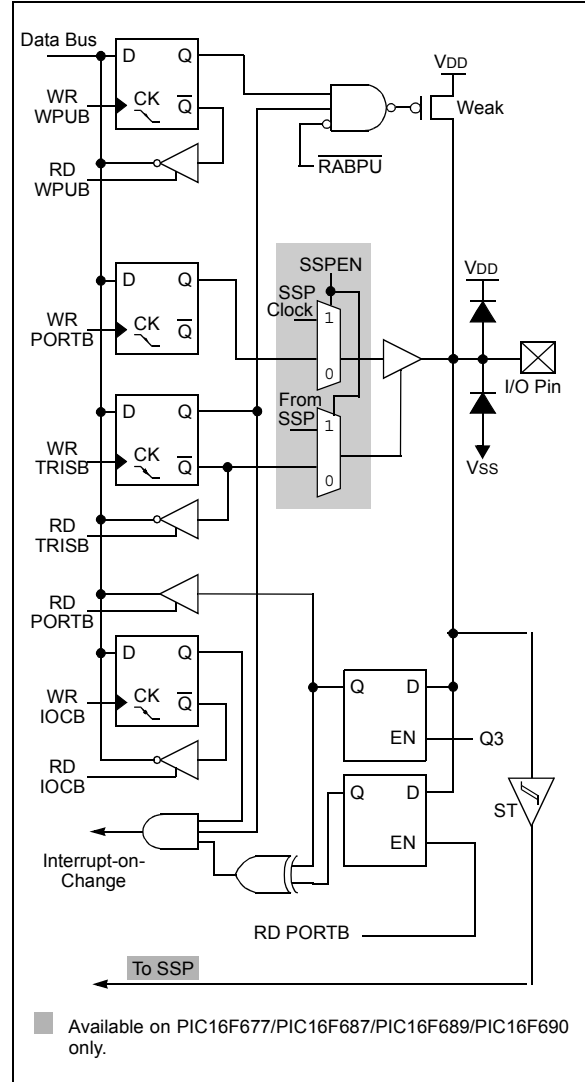 Data Bus
D Q
VDD
WR
WPUB
CK
Q
Weak
RD
WPUB
RABPU
SSPEN
D Q
SSP
Clock
1
VDD
WR
PORTB
CK
Q
0
I/O Pin
D Q
From
SSP
1
WR
TRISB
CK
Q
0
VSS
RD
TRISB
RD
PORTB
D Q
WR
IOCB
CK
Q
Q D
EN
Q3
RD
IOCB
Q D
ST
EN
Interrupt-on-
Change
RD PORTB
To SSP
Available on PIC16F677/PIC16F687/PIC16F689/PIC16F690
only.